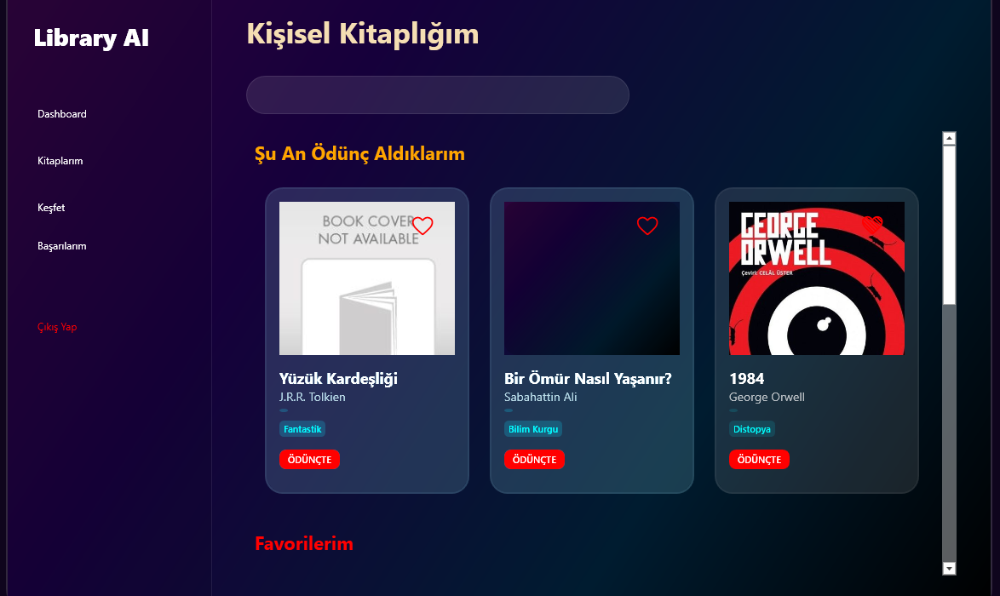 Library AI
Dashboard
Kitaplarım
Keşfet
Başarılarım
Çıkış Yap
Kişisel Kitaplığım
Şu An Ödünç Aldıklarım
BOOK COVER
NOT AVAILABLE
Yüzük Kardeşliği
J.R.R. Tolkien
Fantastik
ÖDÜNÇTE
Bir Ömür Nasıl Yaşanır?
Sabahattin Ali
Bilim Kurgu
ÖDÜNÇTE
GEORGE
ORWELL
Çeviri: CELÂL ÜSTER
1984
George Orwell
Distopya
ÖDÜNÇTE
Favorilerim